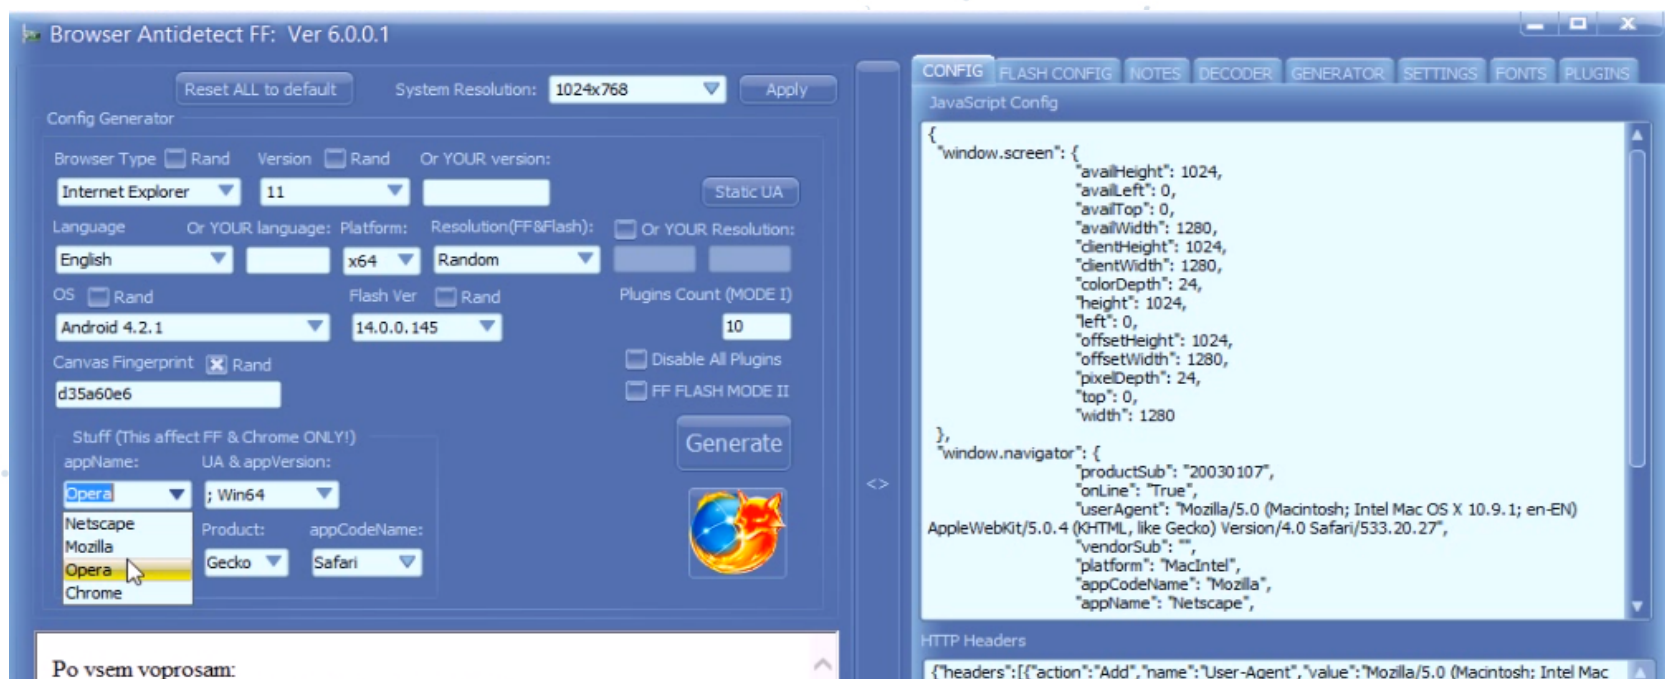 Browser Antidetect FF: Ver 6.0.0.1
Reset ALL to default System Resolution: 1024x768 Apply
Config Generator
Browser Type Rand Version Rand Or YOUR version:
Internet Explorer 11 Static UA
Language Or YOUR language: Platform: Resolution(FF&Flash): Or YOUR Resolution:
English x64 Random
OS Rand Flash Ver Rand Plugins Count (MODE I)
Android 4.2.1 14.0.0.145 10
Canvas Fingerprint Rand Disable All Plugins
d35a60e6 FF FLASH MODE II
Stuff (This affect FF & Chrome ONLY!) Generate
appName: UA & appVersion:
Opera ; Win64
Netscape
Mozilla
Opera
Chrome
Product: appCodeName:
Gecko Safari
<>
Po vsem voprosam:
CONFIG FLASH CONFIG NOTES DECODER GENERATOR SETTINGS FONTS PLUGINS
JavaScript Config
{
"window.screen": {
"availHeight": 1024,
"availLeft": 0,
"availTop": 0,
"availWidth": 1280,
"clientHeight": 1024,
"clientWidth": 1280,
"colorDepth": 24,
"height": 1024,
"left": 0,
"offsetHeight": 1024,
"offsetWidth": 1280,
"pixelDepth": 24,
"top": 0,
"width": 1280
},
"window.navigator": {
"productSub": "20030107",
"onLine": "True",
"userAgent": "Mozilla/5.0 (Macintosh; Intel Mac OS X 10.9.1; en-EN)
AppleWebKit/5.0.4 (KHTML, like Gecko) Version/4.0 Safari/533.20.27",
"vendorSub": "",
"platform": "MacIntel",
"appCodeName": "Mozilla",
"appName": "Netscape",
HTTP Headers
{"headers":[{"action":"Add","name":"User-Agent","value":"Mozilla/5.0 (Macintosh; Intel Mac